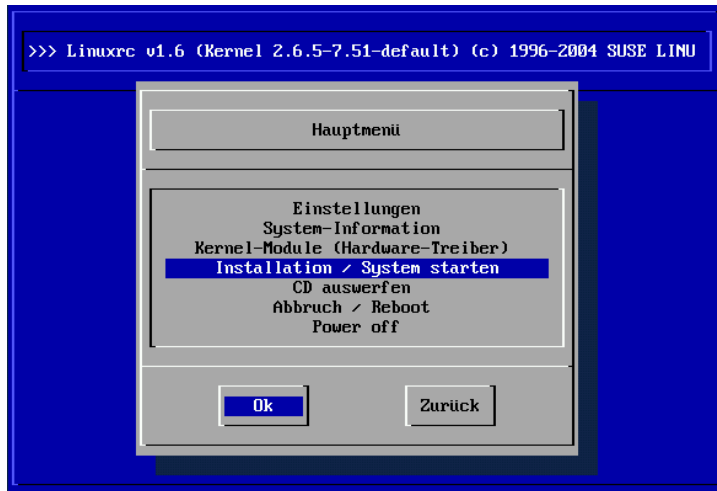 >>> Linuxrc v1.6 (Kernel 2.6.5-7.51-default) (c) 1996-2004 SUSE LINU
Hauptmenü
Einstellungen
System-Information
Kernel-Module (Hardware-Treiber)
Installation / System starten
CD auswerfen
Abbruch / Reboot
Power off
Ok Zurück